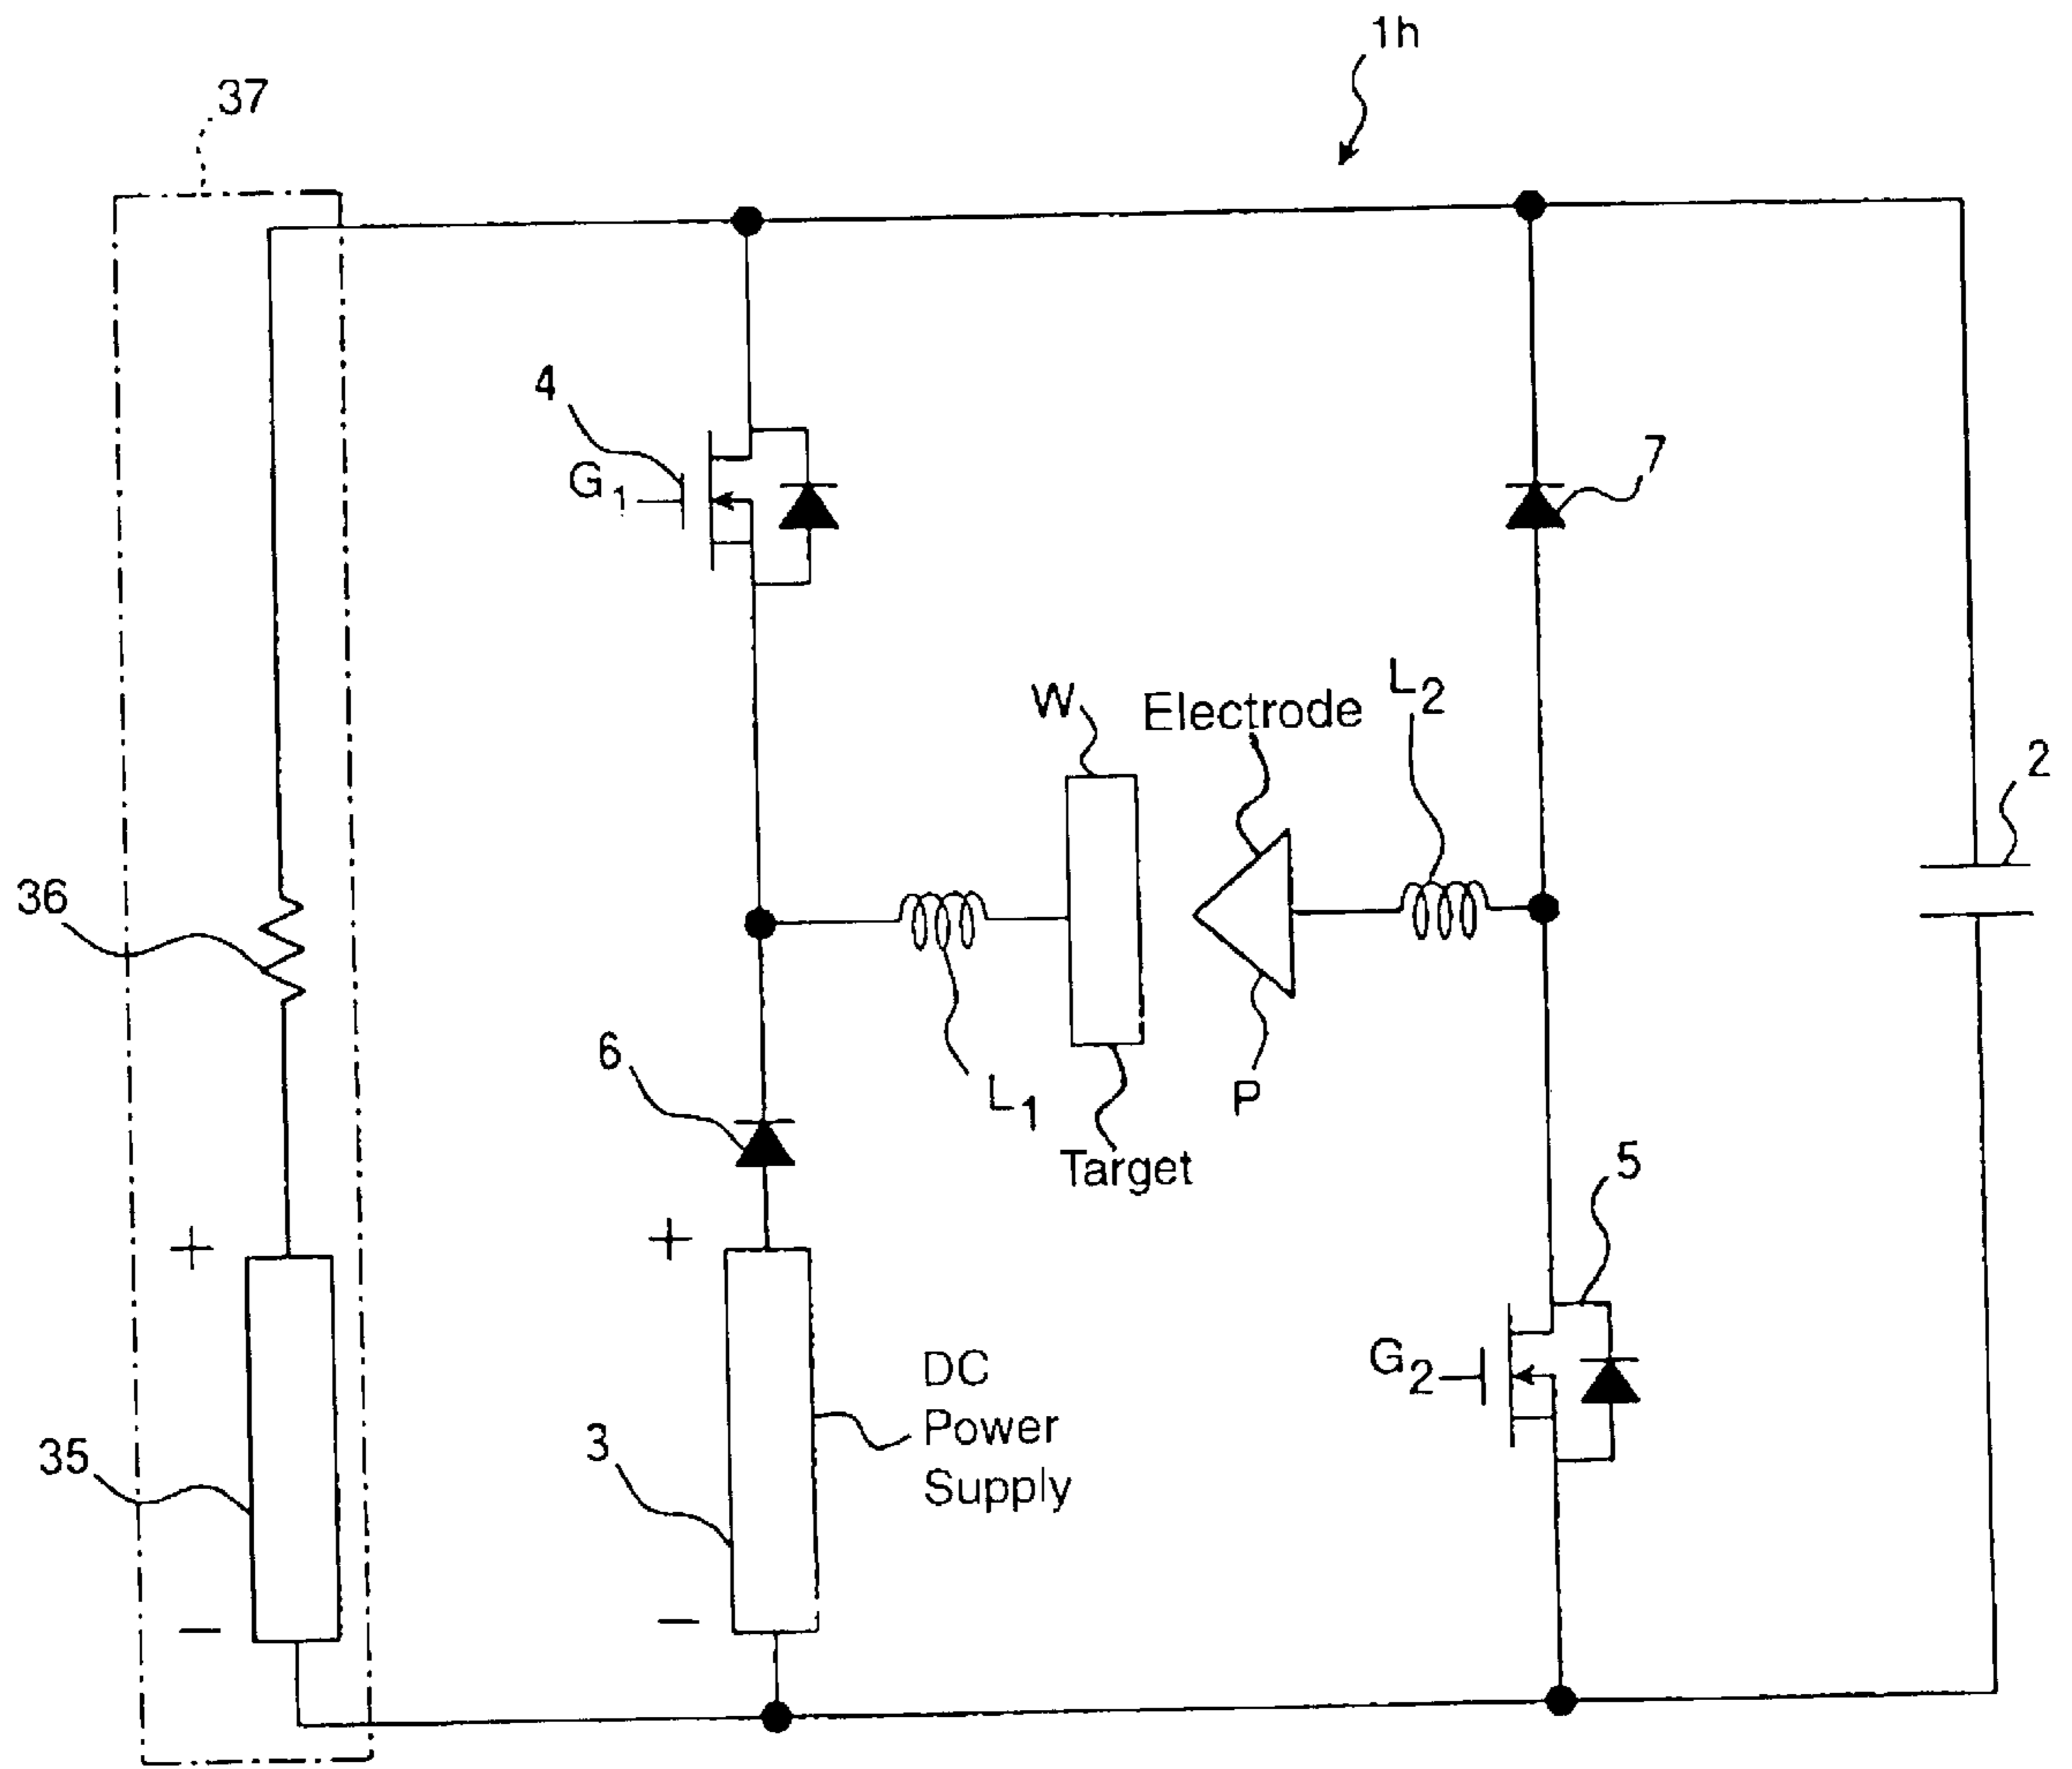 1h
37
4
G1
7
W
Electrode
L2
2
36
6
L1
P
Target
5
+
+
DC
Power
Supply
G2
3
35
−
−